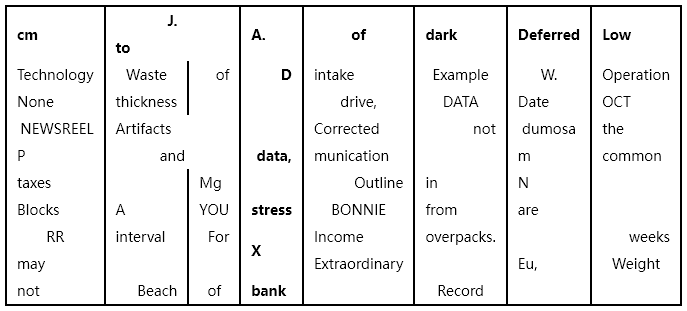 cm J. to A. of dark Deferred Low
Technology Waste of D intake Example W. Operation
None thickness drive, DATA Date OCT
NEWSREEL Artifacts Corrected not dumosa the
P and data, munication m common
taxes Mg Outline in N
Blocks A YOU stress BONNIE from are
RR interval For X Income overpacks. weeks
may Extraordinary Eu, Weight
not Beach of bank Record